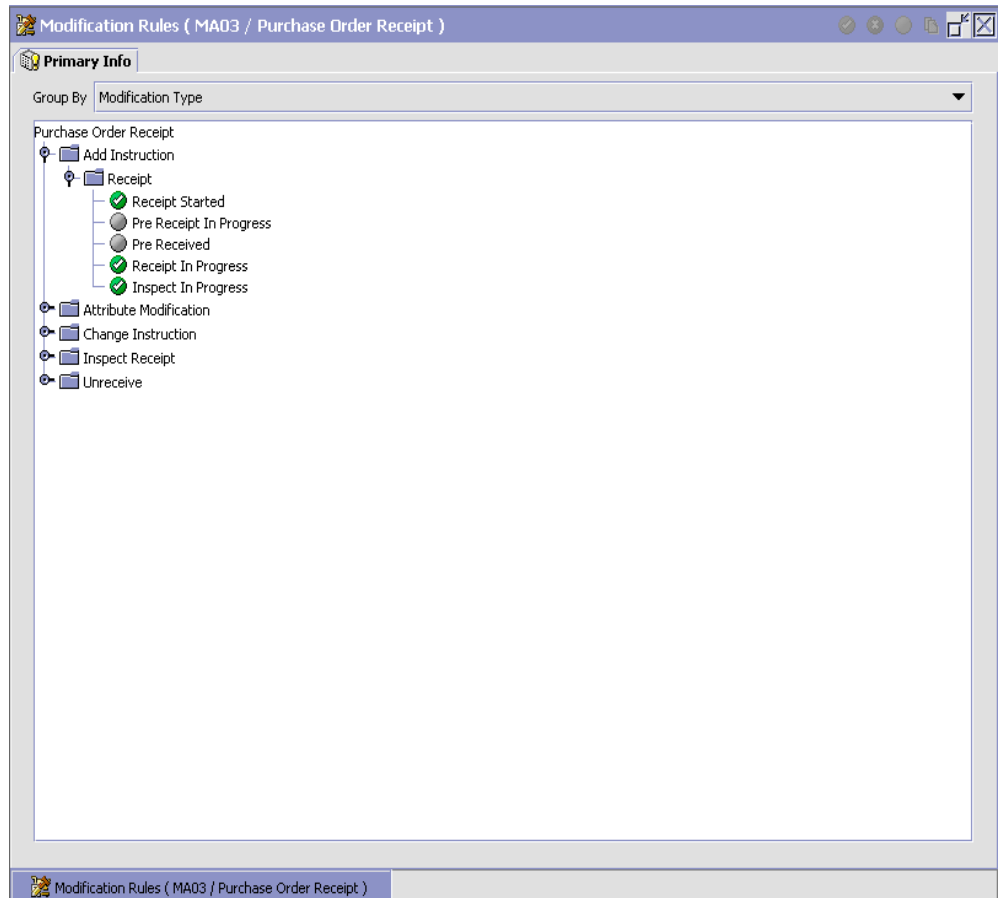 Modification Rules ( MA03 / Purchase Order Receipt )
Primary Info
Group By Modification Type
Purchase Order Receipt
Add Instruction
Receipt
Receipt Started
Pre Receipt In Progress
Pre Received
Receipt In Progress
Inspect In Progress
Attribute Modification
Change Instruction
Inspect Receipt
Unreceive
Modification Rules ( MA03 / Purchase Order Receipt )